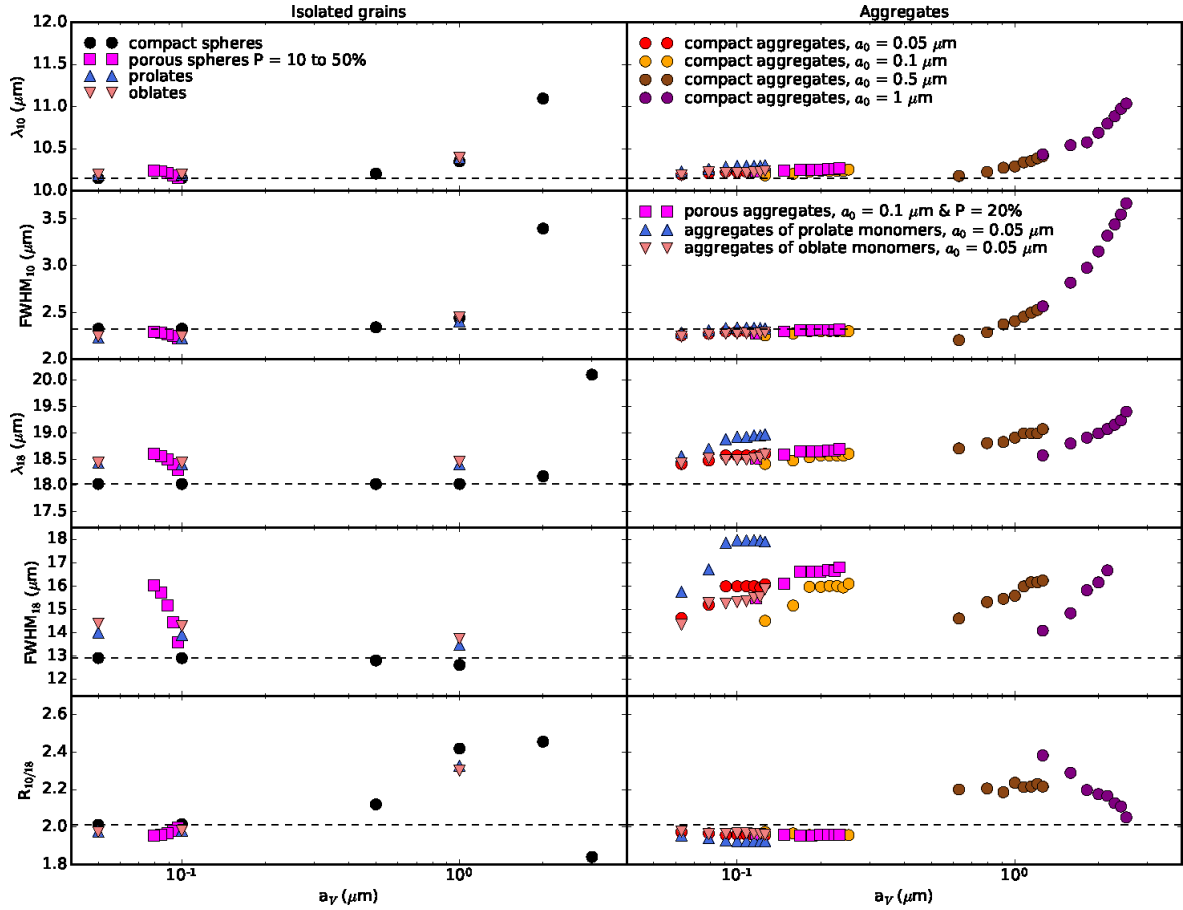 Isolated grains
Aggregates
12.0
11.5
11.0
10.5
10.0
λ10 (μm)
compact spheres
porous spheres P = 10 to 50%
prolates
oblates
compact aggregates, a0 = 0.05 μm
compact aggregates, a0 = 0.1 μm
compact aggregates, a0 = 0.5 μm
compact aggregates, a0 = 1 μm
3.5
3.0
2.5
2.0
FWHM10 (μm)
porous aggregates, a0 = 0.1 μm & P = 20%
aggregates of prolate monomers, a0 = 0.05 μm
aggregates of oblate monomers, a0 = 0.05 μm
20.0
19.5
19.0
18.5
18.0
17.5
λ18 (μm)
18
17
16
15
14
13
12
FWHM18 (μm)
2.6
2.4
2.2
2.0
1.8
R10/18
10⁻¹
10⁰
10⁻¹
10⁰
aV (μm)
aV (μm)